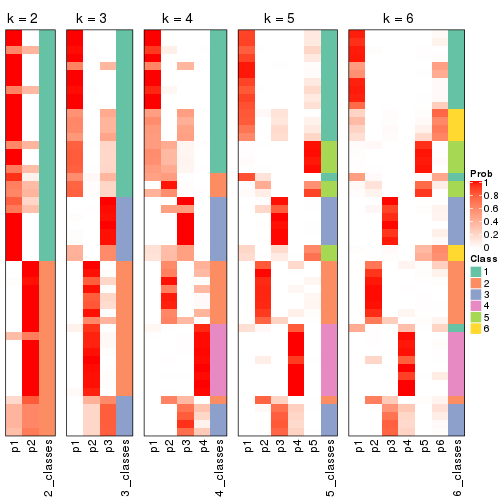 k = 2
k = 3
k = 4
k = 5
k = 6
Prob
1
0.8
0.6
0.4
0.2
0
Class
1
2
3
4
5
6
p1
p2
2_classes
p1
p2
p3
3_classes
p1
p2
p3
p4
4_classes
p1
p2
p3
p4
p5
5_classes
p1
p2
p3
p4
p5
p6
6_classes